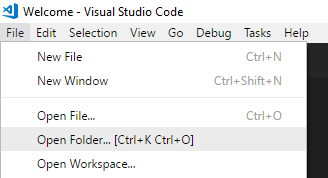 Welcome - Visual Studio Code
File Edit Selection View Go Debug Tasks Help
New File Ctrl+N
New Window Ctrl+Shift+N
Open File... Ctrl+O
Open Folder... [Ctrl+K Ctrl+O]
Open Workspace...